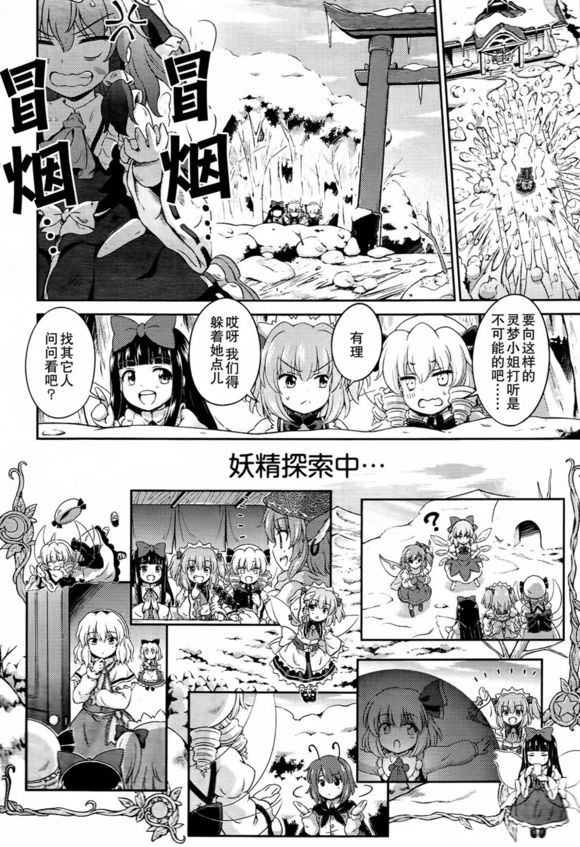 冒烟
冒烟
要向这样的
灵梦小姐打听是
不可能的吧……
有理
哎呀 我们得
躲着她点儿
找其它人
问问看吧？
妖精探索中…
？